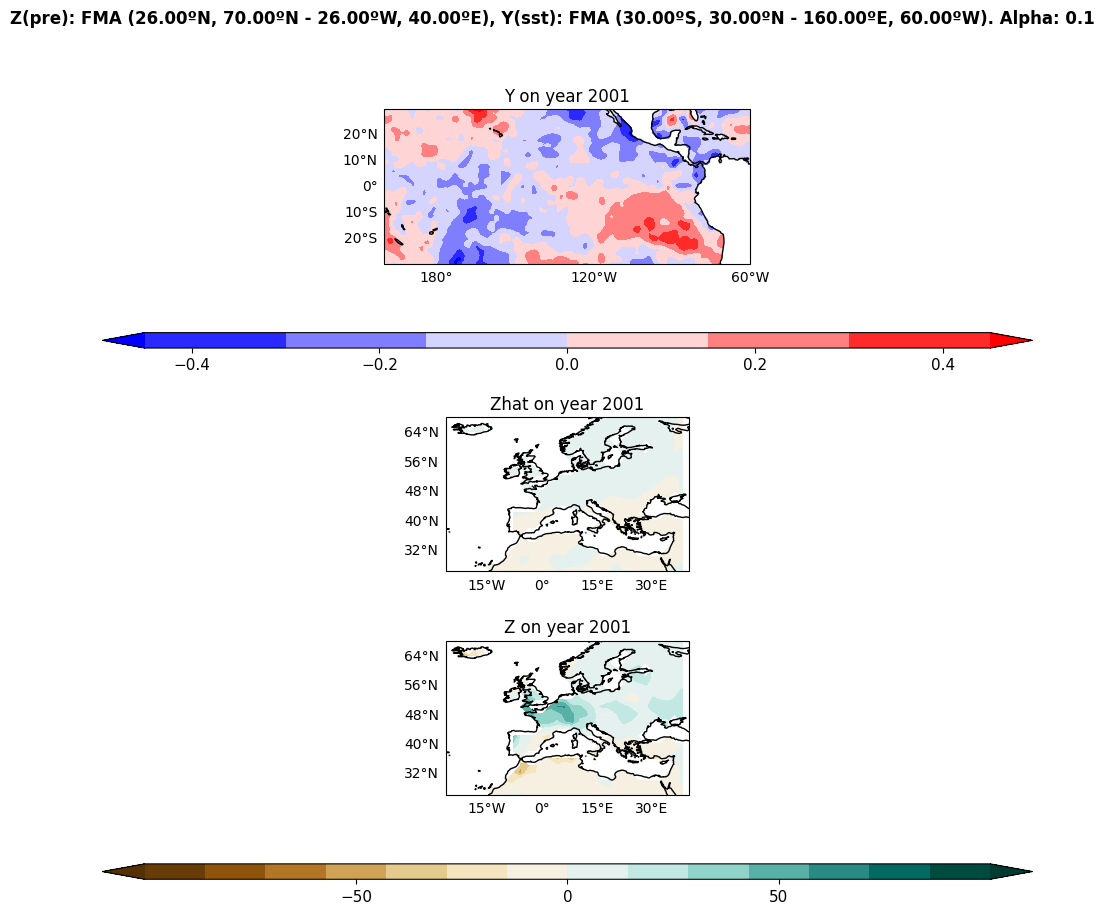 Z(pre): FMA (26.00ºN, 70.00ºN - 26.00ºW, 40.00ºE), Y(sst): FMA (30.00ºS, 30.00ºN - 160.00ºE, 60.00ºW). Alpha: 0.1
Y on year 2001
20°N
10°N
0°
10°S
20°S
180° 120°W 60°W
−0.4 −0.2 0.0 0.2 0.4
Zhat on year 2001
64°N
56°N
48°N
40°N
32°N
15°W 0° 15°E 30°E
Z on year 2001
64°N
56°N
48°N
40°N
32°N
15°W 0° 15°E 30°E
−50 0 50